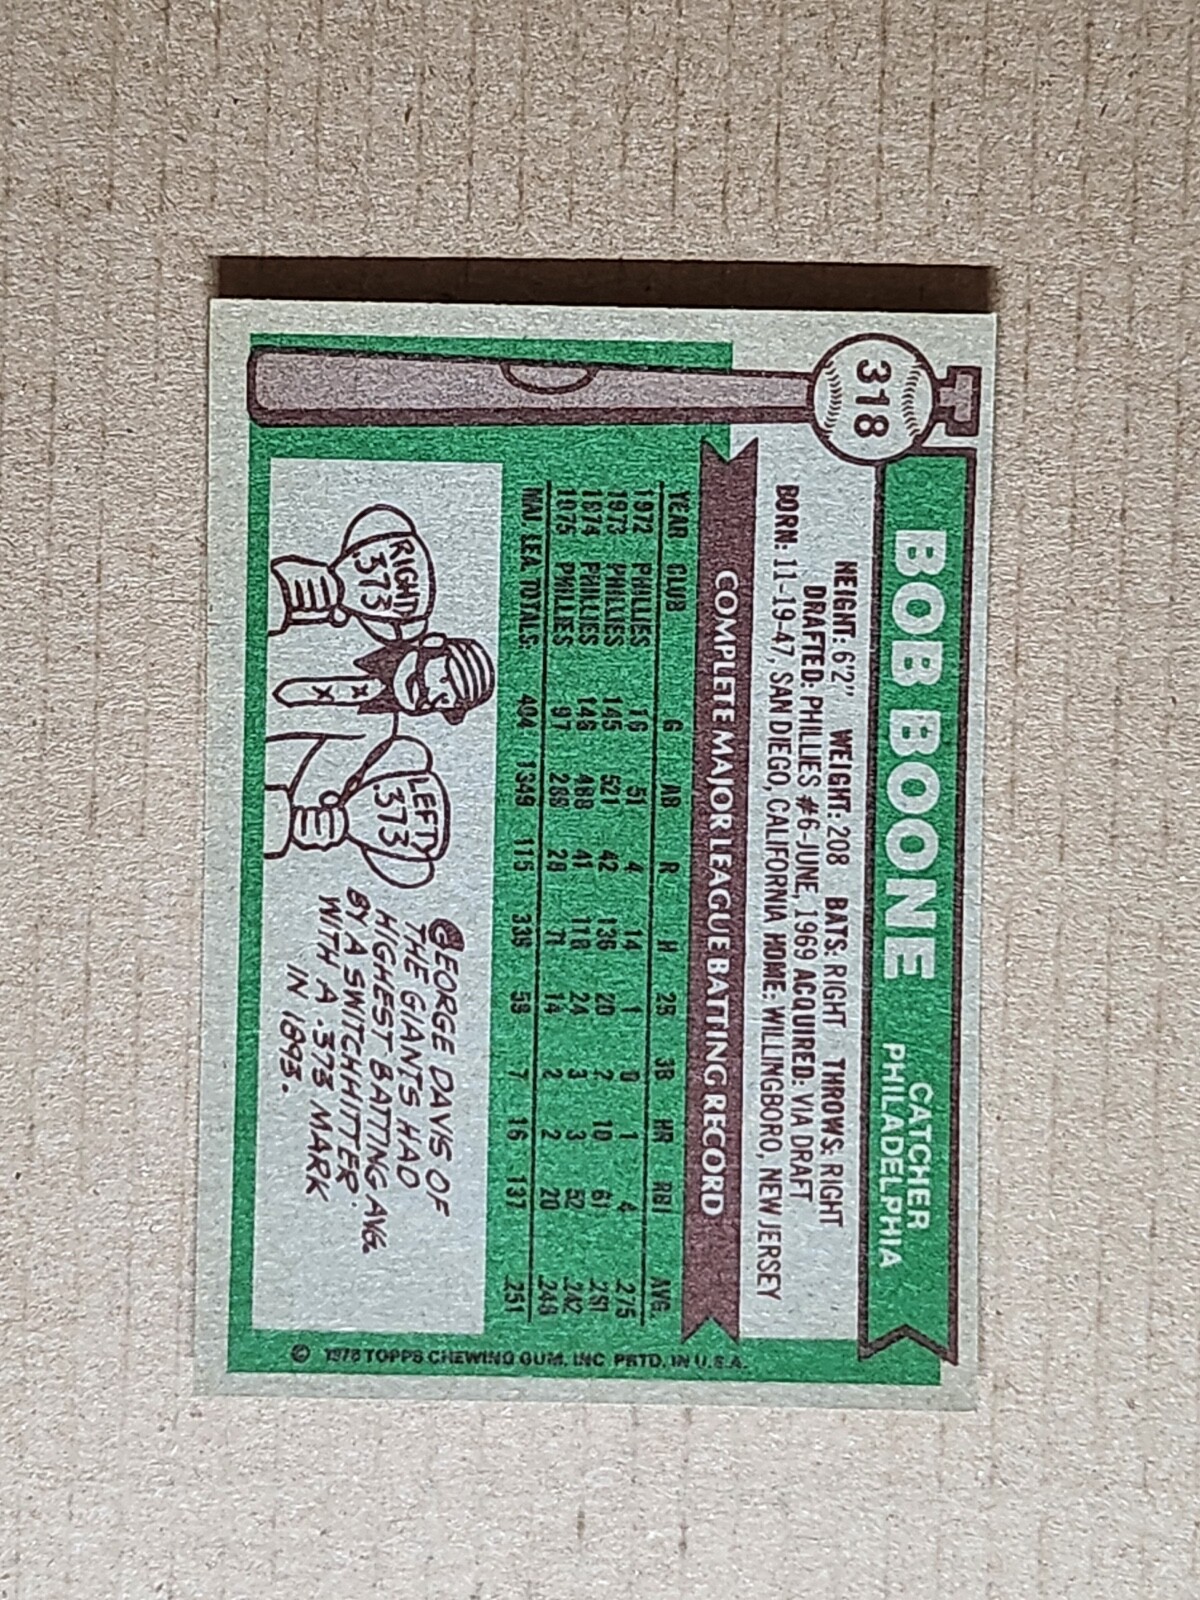 318
BOB BOONE
CATCHER
PHILADELPHIA
HEIGHT: 6'2" WEIGHT: 208 BATS: RIGHT THROWS: RIGHT
DRAFTED: PHILLIES #6-JUNE, 1969 ACQUIRED: VIA DRAFT
BORN: 11-19-47, SAN DIEGO, CALIFORNIA HOME: WILLINGBORO, NEW JERSEY
COMPLETE MAJOR LEAGUE BATTING RECORD
YEAR CLUB G AB R H 2B 3B HR RBI AVG.
1972 PHILLIES 16 51 4 14 1 0 1 4 .275
1973 PHILLIES 145 521 42 136 20 2 10 61 .261
1974 PHILLIES 146 488 41 118 24 3 3 52 .242
1975 PHILLIES 97 28 71 14 2 2 20 .246
MAJ. LEA. TOTALS 404 115 339 7 16 137 .251
RIGHT
.373
LEFTY
.373
GEORGE DAVIS OF
THE GIANTS HAD
HIGHEST BATTING AVG.
BY A SWITCHHITTER
WITH A .373 MARK
IN 1893.
© 1976 TOPPS CHEWING GUM, INC PRTD. IN U.S.A.